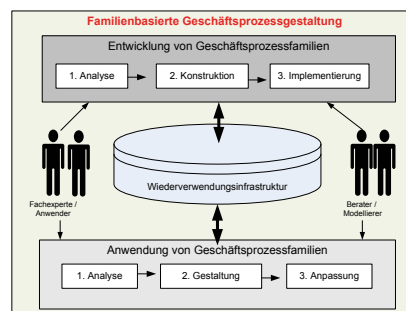 Familienbasierte Geschäftsprozessgestaltung
Entwicklung von Geschäftsprozessfamilien
1. Analyse
2. Konstruktion
3. Implementierung
Wiederverwendungsinfrastruktur
Fachexperte /
Anwender
Berater /
Modellierer
Anwendung von Geschäftsprozessfamilien
1. Analyse
2. Gestaltung
3. Anpassung